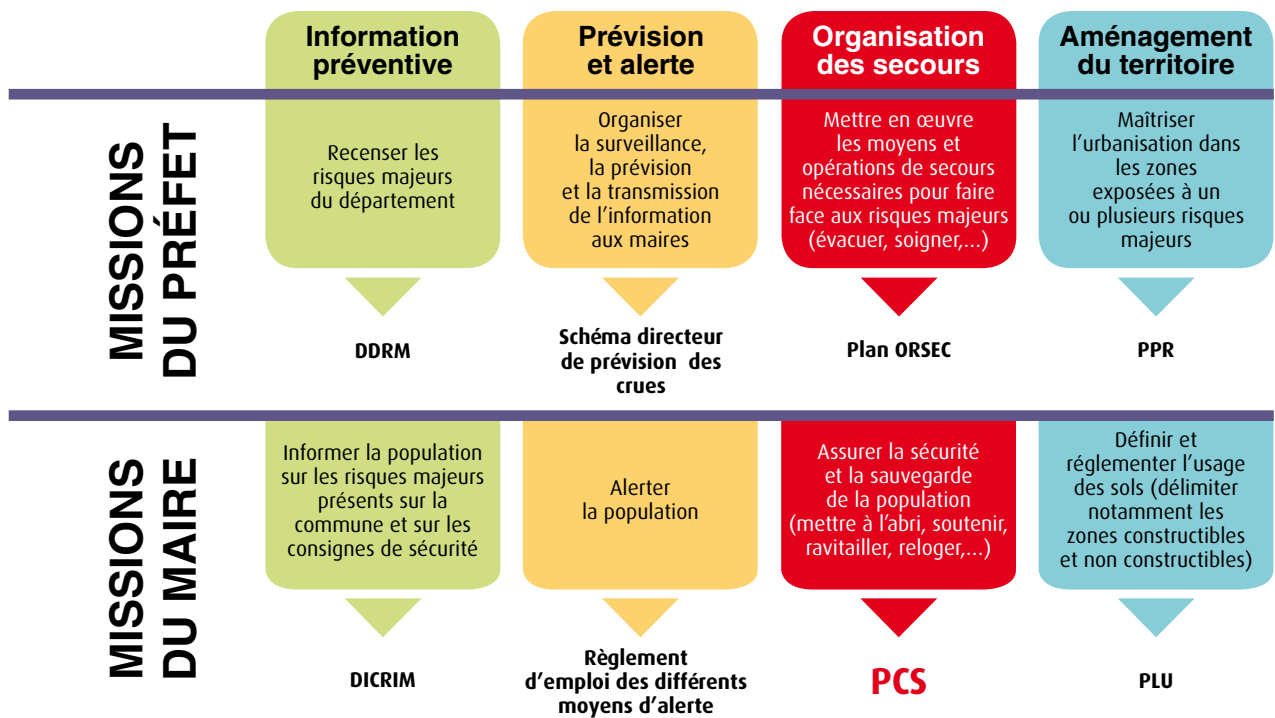 Information
préventive
Prévision
et alerte
Organisation
des secours
Aménagement
du territoire
MISSIONS
DU PRÉFET
Recenser les
risques majeurs
du département
Organiser
la surveillance,
la prévision
et la transmission
de l'information
aux maires
Mettre en œuvre
les moyens et
opérations de secours
nécessaires pour faire
face aux risques majeurs
(évacuer, soigner,...)
Maîtriser
l'urbanisation dans
les zones
exposées à un
ou plusieurs risques
majeurs
DDRM
Schéma directeur
de prévision des
crues
Plan ORSEC
PPR
MISSIONS
DU MAIRE
Informer la population
sur les risques majeurs
présents sur la
commune et sur les
consignes de sécurité
Alerter
la population
Assurer la sécurité
et la sauvegarde
de la population
(mettre à l'abri, soutenir,
ravitailler, reloger,...)
Définir et
réglementer l'usage
des sols (délimiter
notamment les
zones constructibles
et non constructibles)
DICRIM
Règlement
d'emploi des différents
moyens d'alerte
PCS
PLU